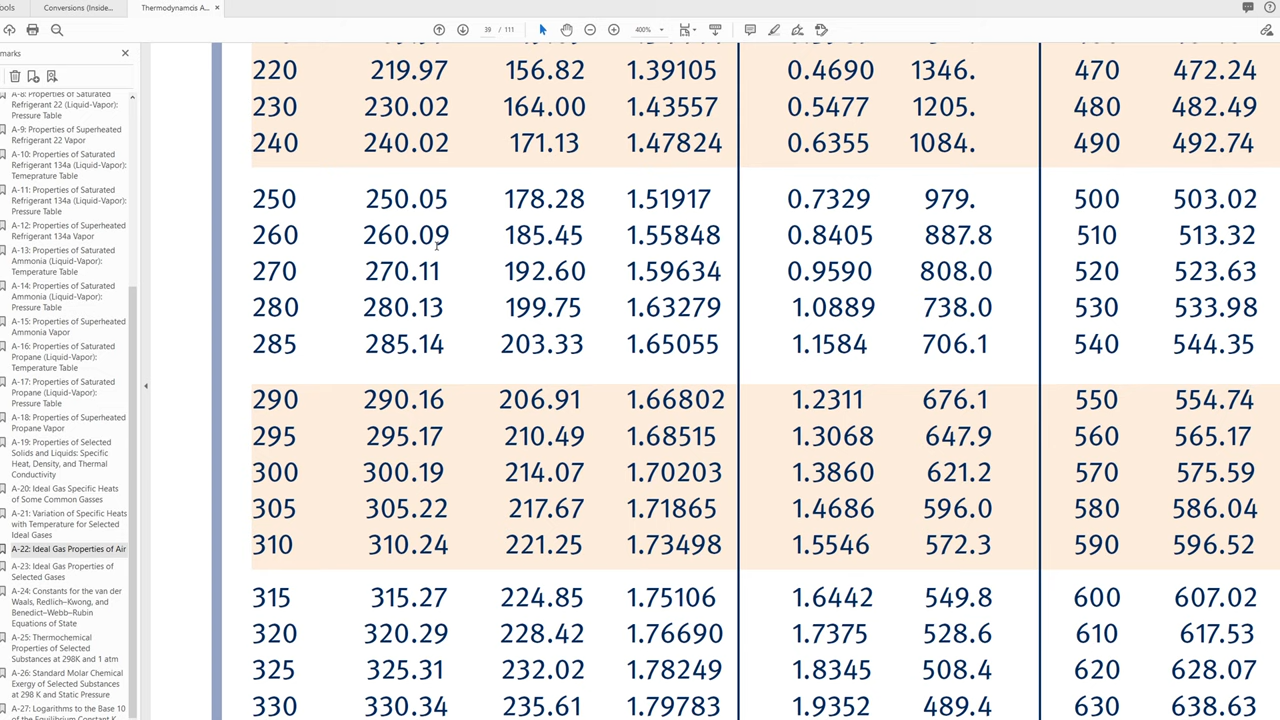 ools
Conversions (Inside...
Thermodynamcis A...
39 / 111
400%
marks
A-8: Properties of Saturated
Refrigerant 22 (Liquid-Vapor):
Pressure Table
A-9: Properties of Superheated
Refrigerant 22 Vapor
A-10: Properties of Saturated
Refrigerant 134a (Liquid-Vapor):
Temeprature Table
A-11: Properties of Saturated
Refrigerant 134a (Liquid-Vapor):
Pressure Table
A-12: Properties of Superheated
Refrigerant 134a Vapor
A-13: Properties of Saturated
Ammonia (Liquid-Vapor):
Temperature Table
A-14: Properties of Saturated
Ammonia (Liquid-Vapor):
Pressure Table
A-15: Properties of Superheated
Ammonia Vapor
A-16: Properties of Saturated
Propane (Liquid-Vapor):
Temperature Table
A-17: Properties of Saturated
Propane (Liquid-Vapor):
Pressure Table
A-18: Properties of Superheated
Propane Vapor
A-19: Properties of Selected
Solids and Liquids: Specific
Heat, Density, and Thermal
Conductivity
A-20: Ideal Gas Specific Heats
of Some Common Gasses
A-21: Variation of Specific Heats
with Temperature for Selected
Ideal Gases
A-22: Ideal Gas Properties of Air
A-23: Ideal Gas Properties of
Selected Gases
A-24: Constants for the van der
Waals, Redlich–Kwong, and
Benedict–Webb–Rubin
Equations of State
A-25: Thermochemical
Properties of Selected
Substances at 298K and 1 atm
A-26: Standard Molar Chemical
Exergy of Selected Substances
at 298 K and Static Pressure
A-27: Logarithms to the Base 10
of the Equilibrium Constant K
220 219.97 156.82 1.39105 0.4690 1346. 470 472.24
230 230.02 164.00 1.43557 0.5477 1205. 480 482.49
240 240.02 171.13 1.47824 0.6355 1084. 490 492.74
250 250.05 178.28 1.51917 0.7329 979. 500 503.02
260 260.09 185.45 1.55848 0.8405 887.8 510 513.32
270 270.11 192.60 1.59634 0.9590 808.0 520 523.63
280 280.13 199.75 1.63279 1.0889 738.0 530 533.98
285 285.14 203.33 1.65055 1.1584 706.1 540 544.35
290 290.16 206.91 1.66802 1.2311 676.1 550 554.74
295 295.17 210.49 1.68515 1.3068 647.9 560 565.17
300 300.19 214.07 1.70203 1.3860 621.2 570 575.59
305 305.22 217.67 1.71865 1.4686 596.0 580 586.04
310 310.24 221.25 1.73498 1.5546 572.3 590 596.52
315 315.27 224.85 1.75106 1.6442 549.8 600 607.02
320 320.29 228.42 1.76690 1.7375 528.6 610 617.53
325 325.31 232.02 1.78249 1.8345 508.4 620 628.07
330 330.34 235.61 1.79783 1.9352 489.4 630 638.63